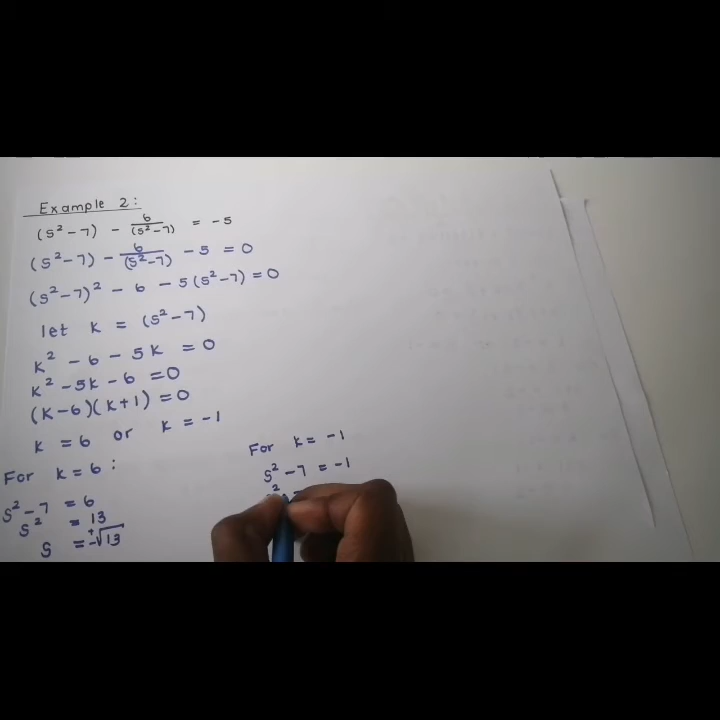 Example 2:
(s² - 7) - 6/(s² - 7) = -5
(s² - 7) - 6/(s² - 7) - 5 = 0
(s² - 7)² - 6 - 5(s² - 7) = 0
let k = (s² - 7)
k² - 6 - 5k = 0
k² - 5k - 6 = 0
(k - 6)(k + 1) = 0
k = 6 or k = -1
For k = 6:
s² - 7 = 6
s² = 13
s = ±√13
For k = -1
s² - 7 = -1